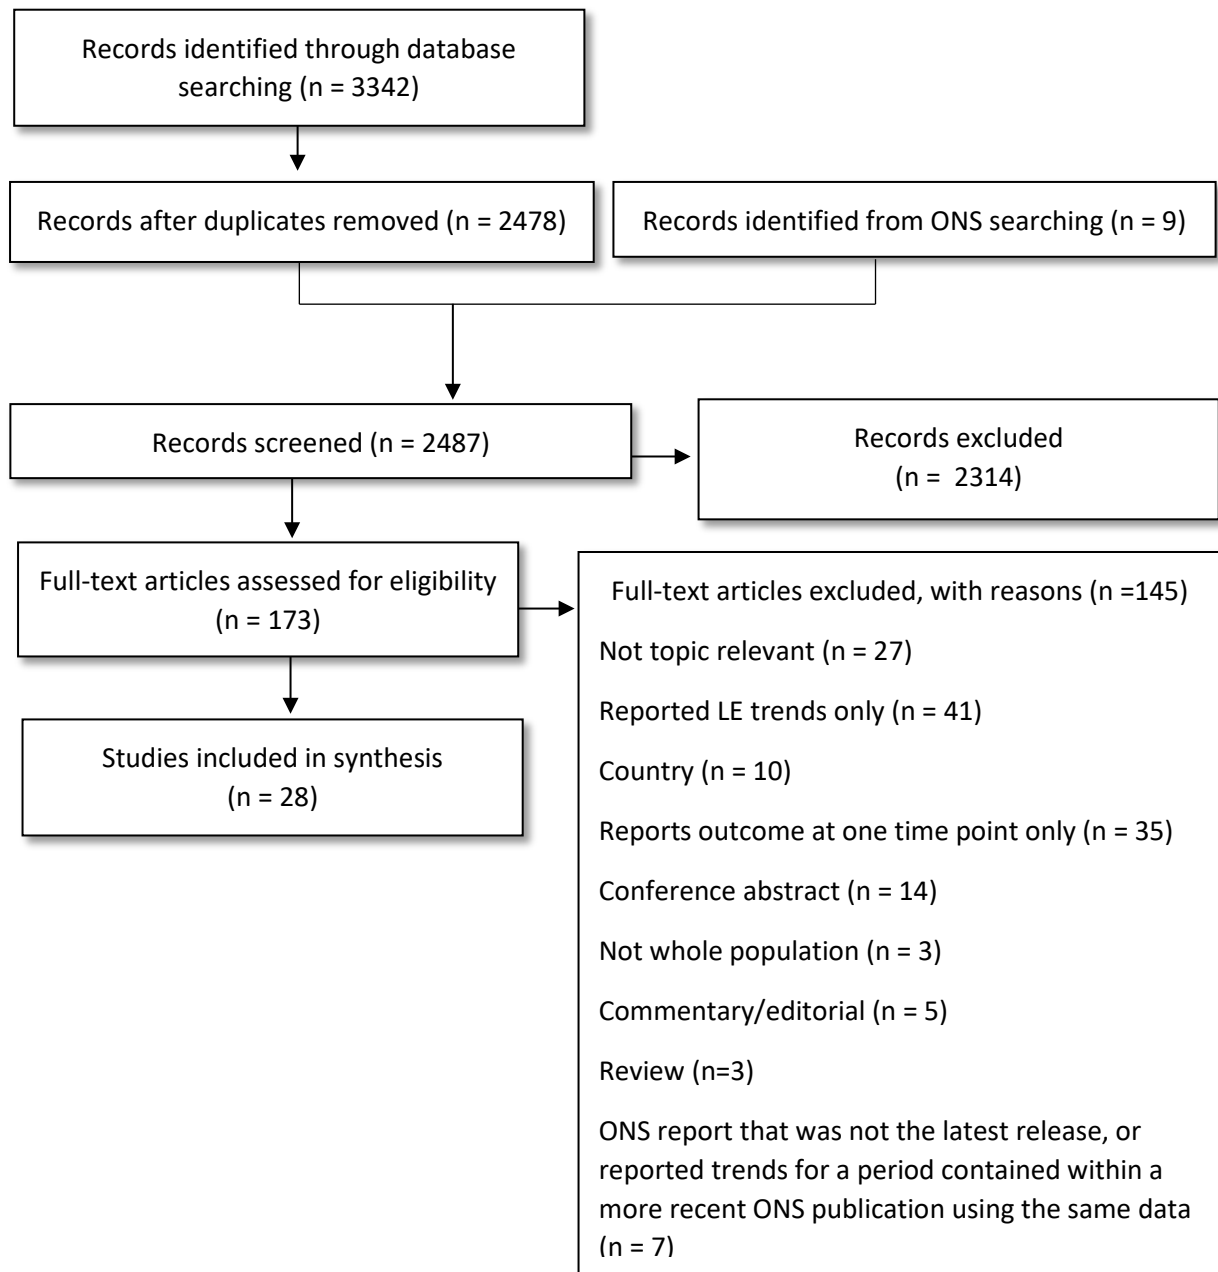 Records identified through database
searching (n = 3342)
Records after duplicates removed (n = 2478)
Records identified from ONS searching (n = 9)
Records screened (n = 2487)
Records excluded
(n =  2314)
Full-text articles assessed for eligibility
(n = 173)
Full-text articles excluded, with reasons (n =145)
Not topic relevant (n = 27)
Reported LE trends only (n = 41)
Country (n = 10)
Reports outcome at one time point only (n = 35)
Conference abstract (n = 14)
Not whole population (n = 3)
Commentary/editorial (n = 5)
Review (n=3)
ONS report that was not the latest release, or
reported trends for a period contained within a
more recent ONS publication using the same data
(n = 7)
Studies included in synthesis
(n = 28)